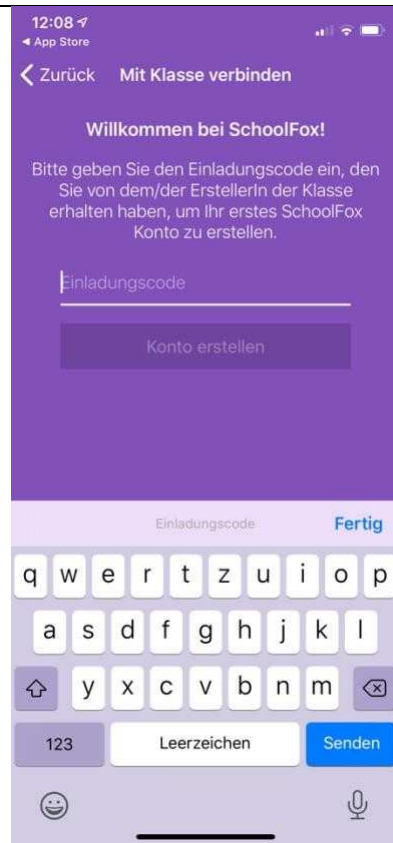 12:08
◀ App Store
Zurück Mit Klasse verbinden
Willkommen bei SchoolFox!
Bitte geben Sie den Einladungscode ein, den
Sie von dem/der ErstellerIn der Klasse
erhalten haben, um Ihr erstes SchoolFox
Konto zu erstellen.
Einladungscode
Konto erstellen
Einladungscode Fertig
q w e r t z u i o p
a s d f g h j k l
y x c v b n m
123 Leerzeichen Senden